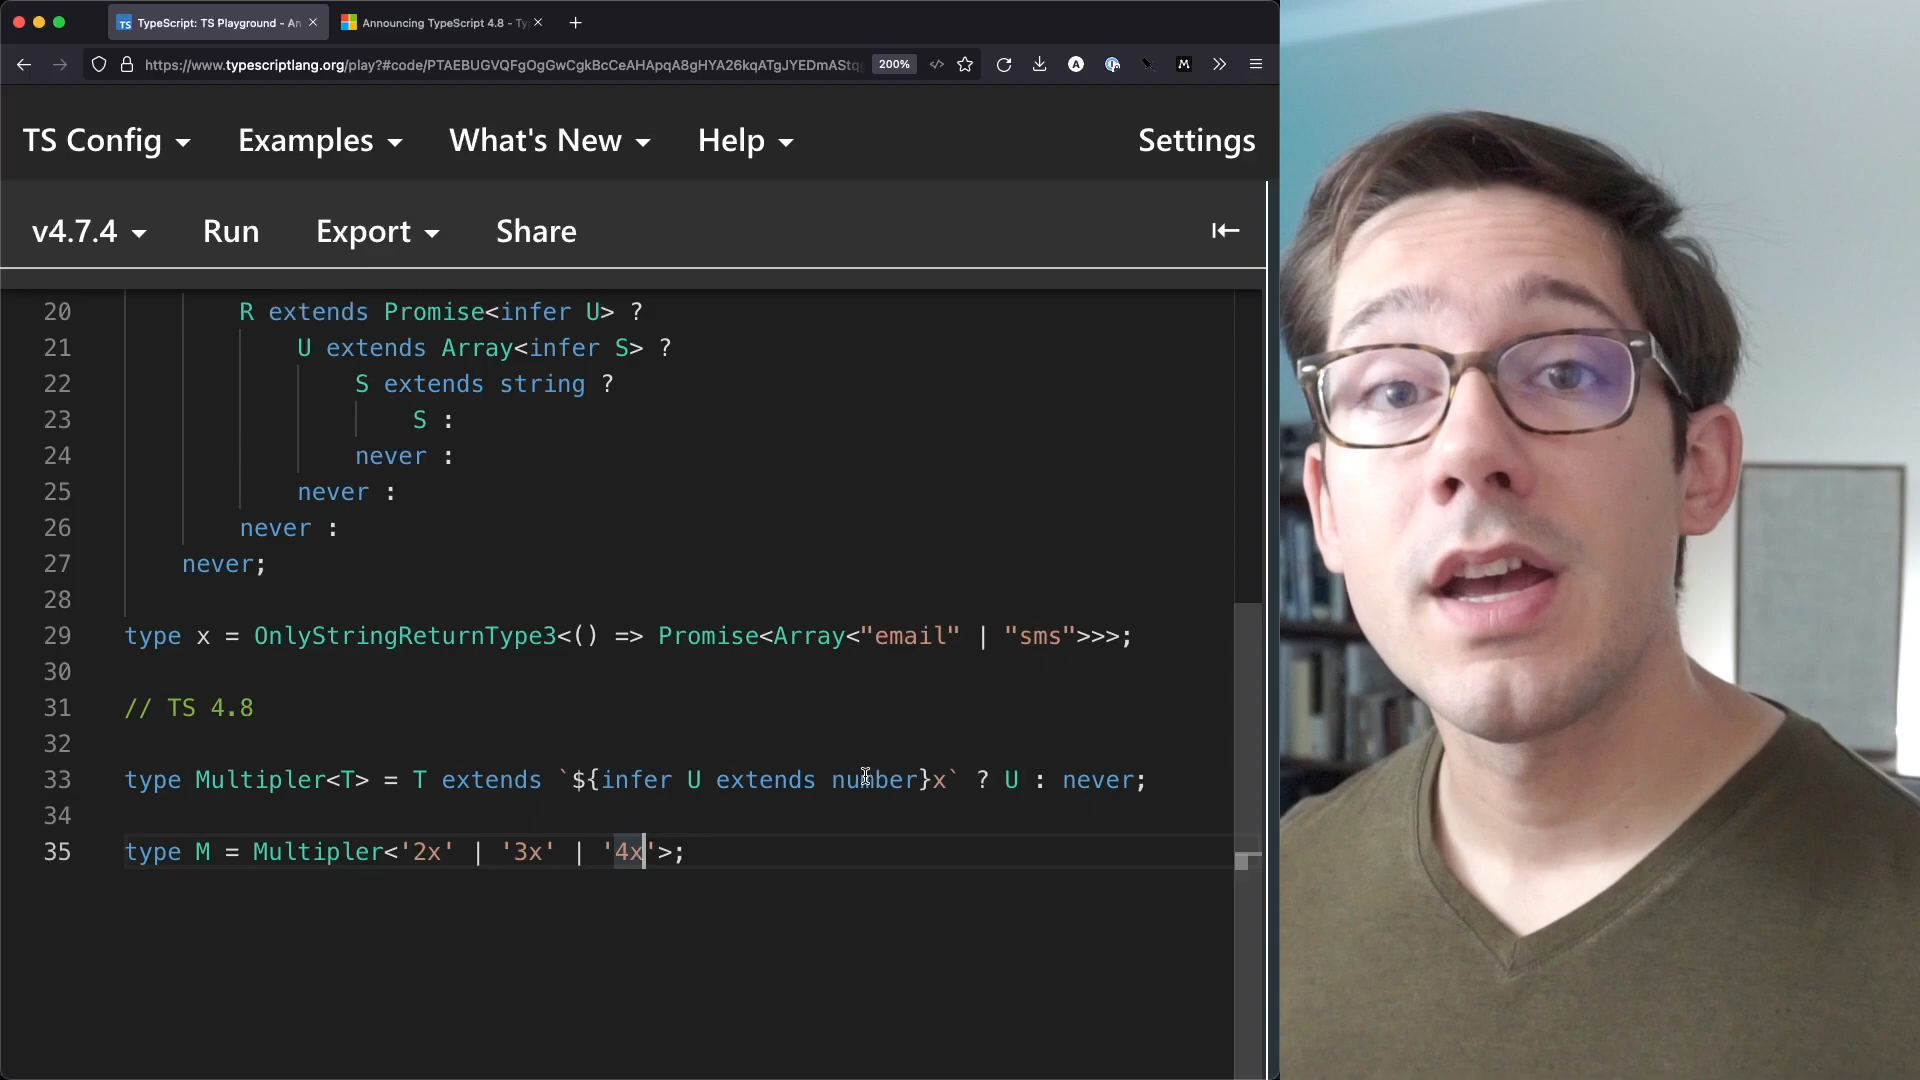 TypeScript: TS Playground - An
Announcing TypeScript 4.8 - Ty
https://www.typescriptlang.org/play?#code/PTAEBUGVQFgOgGwCgkBcCeAHApqA8gHYA26kqATgJYEDmAStq
200%
TS Config
Examples
What's New
Help
Settings
v4.7.4
Run
Export
Share
20 R extends Promise<infer U> ?
21 U extends Array<infer S> ?
22 S extends string ?
23 S :
24 never :
25 never :
26 never :
27 never;
28
29 type x = OnlyStringReturnType3<() => Promise<Array<"email" | "sms">>>;
30
31 // TS 4.8
32
33 type Multipler<T> = T extends `${infer U extends number}x` ? U : never;
34
35 type M = Multipler<'2x' | '3x' | '4x'>;